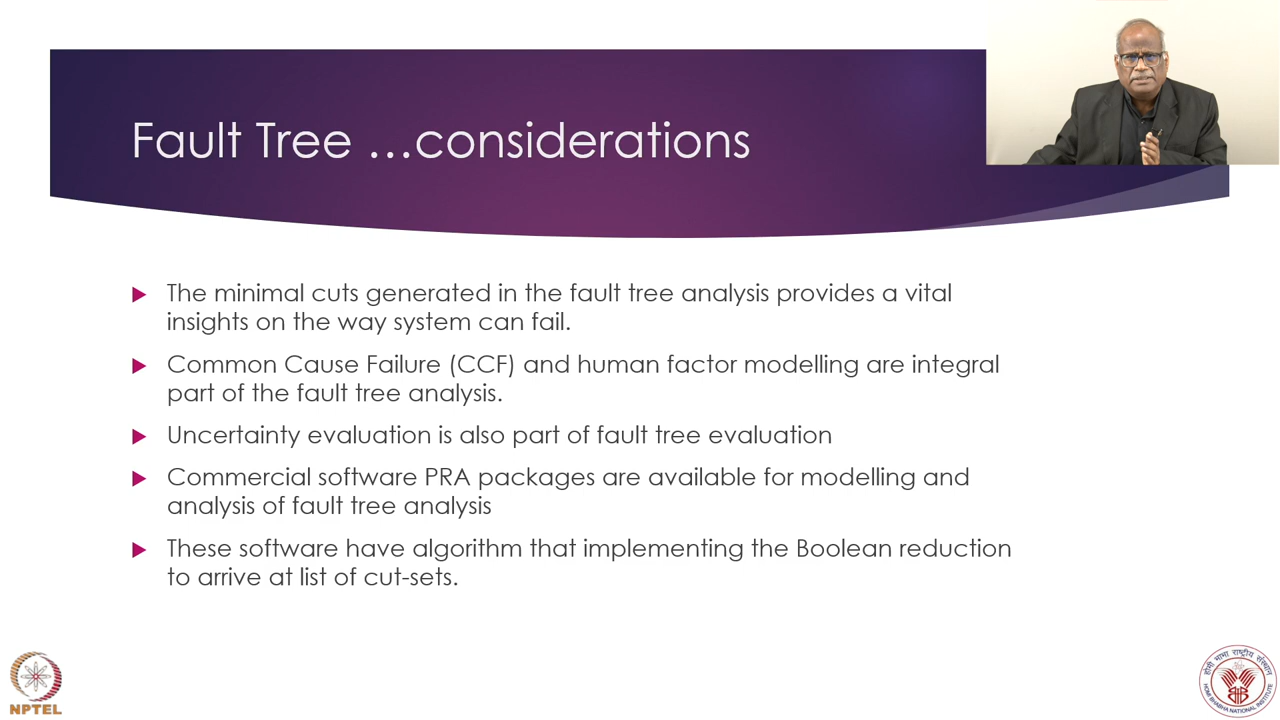 Fault Tree …considerations
The minimal cuts generated in the fault tree analysis provides a vital
insights on the way system can fail.
Common Cause Failure (CCF) and human factor modelling are integral
part of the fault tree analysis.
Uncertainty evaluation is also part of fault tree evaluation
Commercial software PRA packages are available for modelling and
analysis of fault tree analysis
These software have algorithm that implementing the Boolean reduction
to arrive at list of cut-sets.
NPTEL
होमी भाभा राष्ट्रीय संस्थान
HOMI BHABHA NATIONAL INSTITUTE